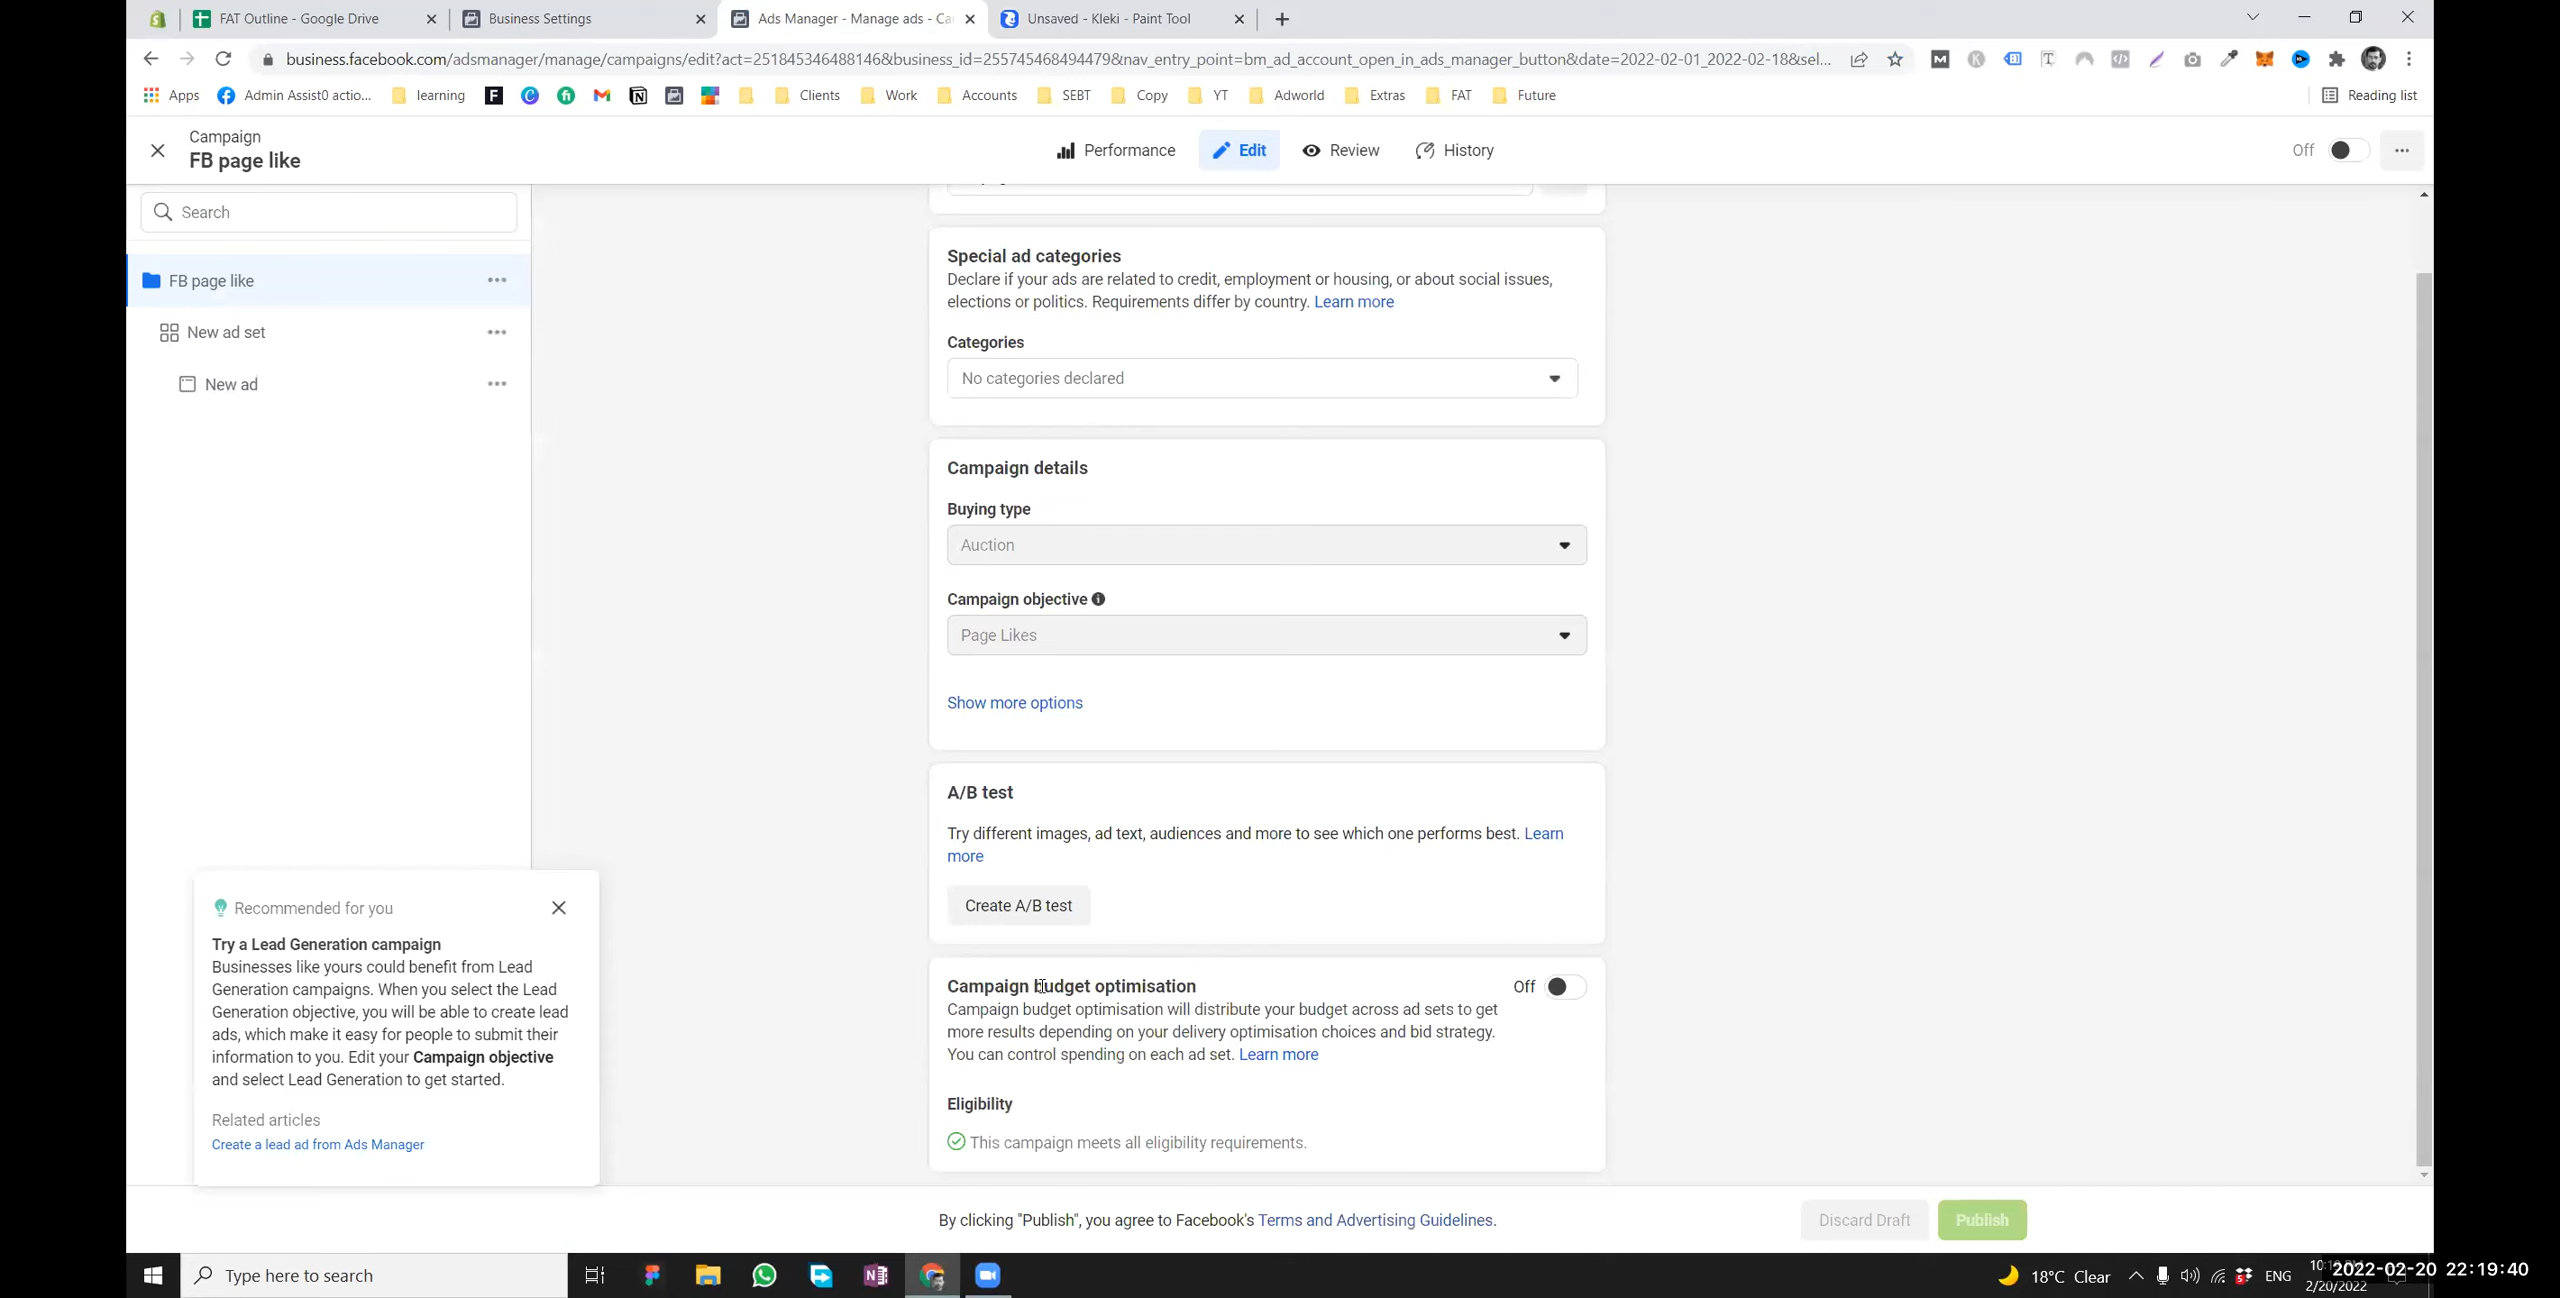 FAT Outline - Google Drive
Business Settings
Ads Manager - Manage ads - Ca
Unsaved - Kleki - Paint Tool
business.facebook.com/adsmanager/manage/campaigns/edit?act=251845346488146&business_id=255745468494479&nav_entry_point=bm_ad_account_open_in_ads_manager_button&date=2022-02-01_2022-02-18&sel...
Apps
Admin Assist0 actio...
learning
Clients
Work
Accounts
SEBT
Copy
YT
Adworld
Extras
FAT
Future
Reading list
Campaign
FB page like
Performance
Edit
Review
History
Off
Search
FB page like
New ad set
New ad
Special ad categories
Declare if your ads are related to credit, employment or housing, or about social issues,
elections or politics. Requirements differ by country. Learn more
Categories
No categories declared
Campaign details
Buying type
Auction
Campaign objective
Page Likes
Show more options
A/B test
Try different images, ad text, audiences and more to see which one performs best. Learn
more
Create A/B test
Campaign budget optimisation
Off
Campaign budget optimisation will distribute your budget across ad sets to get
more results depending on your delivery optimisation choices and bid strategy.
You can control spending on each ad set. Learn more
Eligibility
This campaign meets all eligibility requirements.
Recommended for you
Try a Lead Generation campaign
Businesses like yours could benefit from Lead
Generation campaigns. When you select the Lead
Generation objective, you will be able to create lead
ads, which make it easy for people to submit their
information to you. Edit your Campaign objective
and select Lead Generation to get started.
Related articles
Create a lead ad from Ads Manager
By clicking "Publish", you agree to Facebook's Terms and Advertising Guidelines.
Discard Draft
Publish
Type here to search
18°C Clear
ENG
2/20/2022
2022-02-20 22:19:40